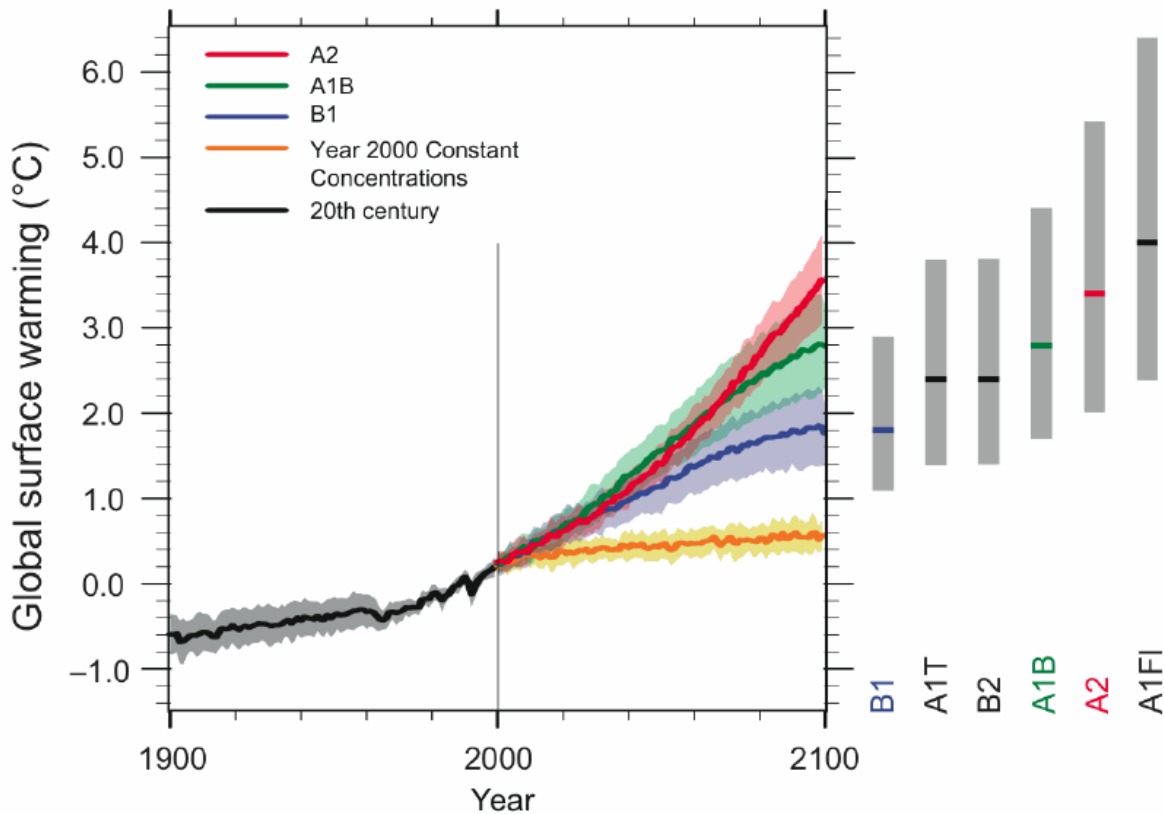 A2
A1B
B1
Year 2000 Constant
Concentrations
20th century
Global surface warming (°C)
6.0
5.0
4.0
3.0
2.0
1.0
0.0
−1.0
1900
2000
2100
Year
B1
A1T
B2
A1B
A2
A1FI